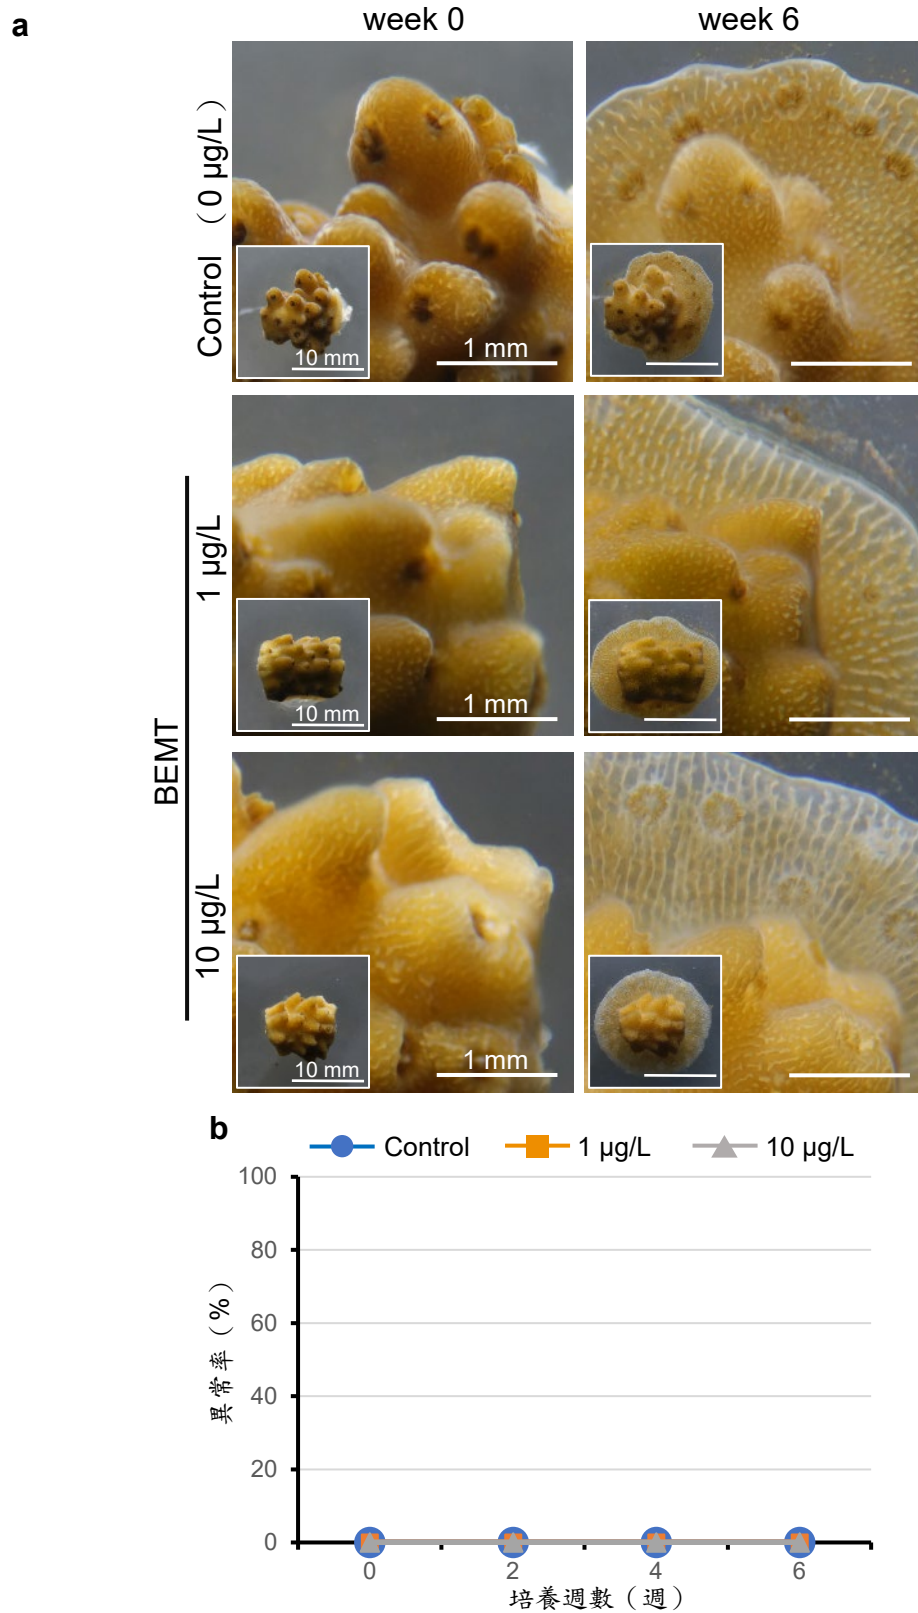 a
week 0
week 6
Control （0 µg/L）
10 mm
1 mm
BEMT
1 µg/L
10 mm
1 mm
10 µg/L
10 mm
1 mm
b
Control
1 µg/L
10 µg/L
異常率（%）
100
80
60
40
20
0
0
2
4
6
培養週數（週）